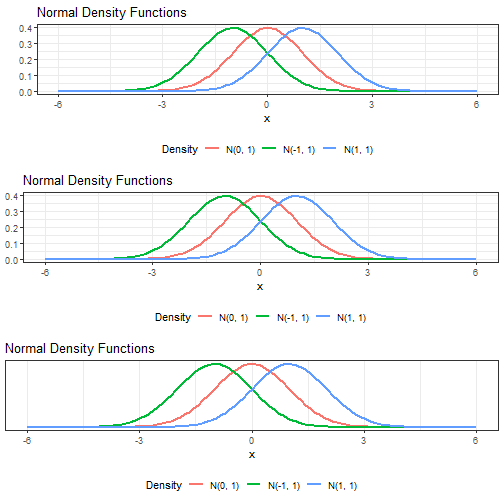 Normal Density Functions
0.4
0.3
0.2
0.1
0.0
-6 -3 0 3 6
x
Density N(0, 1) N(-1, 1) N(1, 1)
Normal Density Functions
0.4
0.3
0.2
0.1
0.0
-6 -3 0 3 6
x
Density N(0, 1) N(-1, 1) N(1, 1)
Normal Density Functions
-6 -3 0 3 6
x
Density N(0, 1) N(-1, 1) N(1, 1)